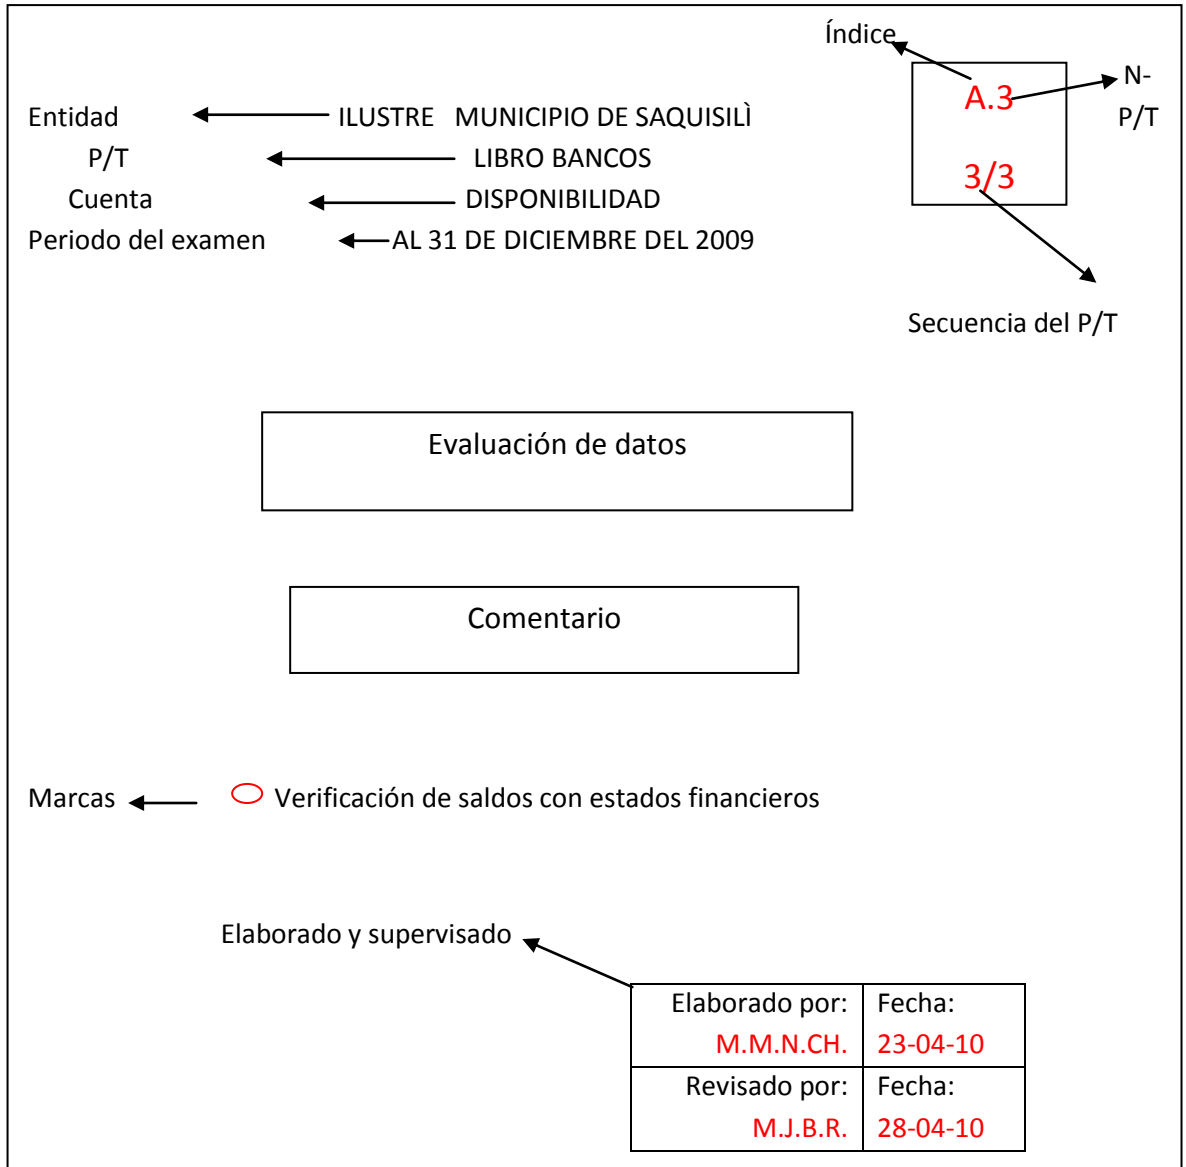 Índice
A.3
N-
P/T
3/3
Secuencia del P/T
Entidad ILUSTRE MUNICIPIO DE SAQUISILÌ
P/T LIBRO BANCOS
Cuenta DISPONIBILIDAD
Periodo del examen AL 31 DE DICIEMBRE DEL 2009
Evaluación de datos
Comentario
Marcas Verificación de saldos con estados financieros
Elaborado y supervisado
Elaborado por: Fecha:
M.M.N.CH. 23-04-10
Revisado por: Fecha:
M.J.B.R. 28-04-10